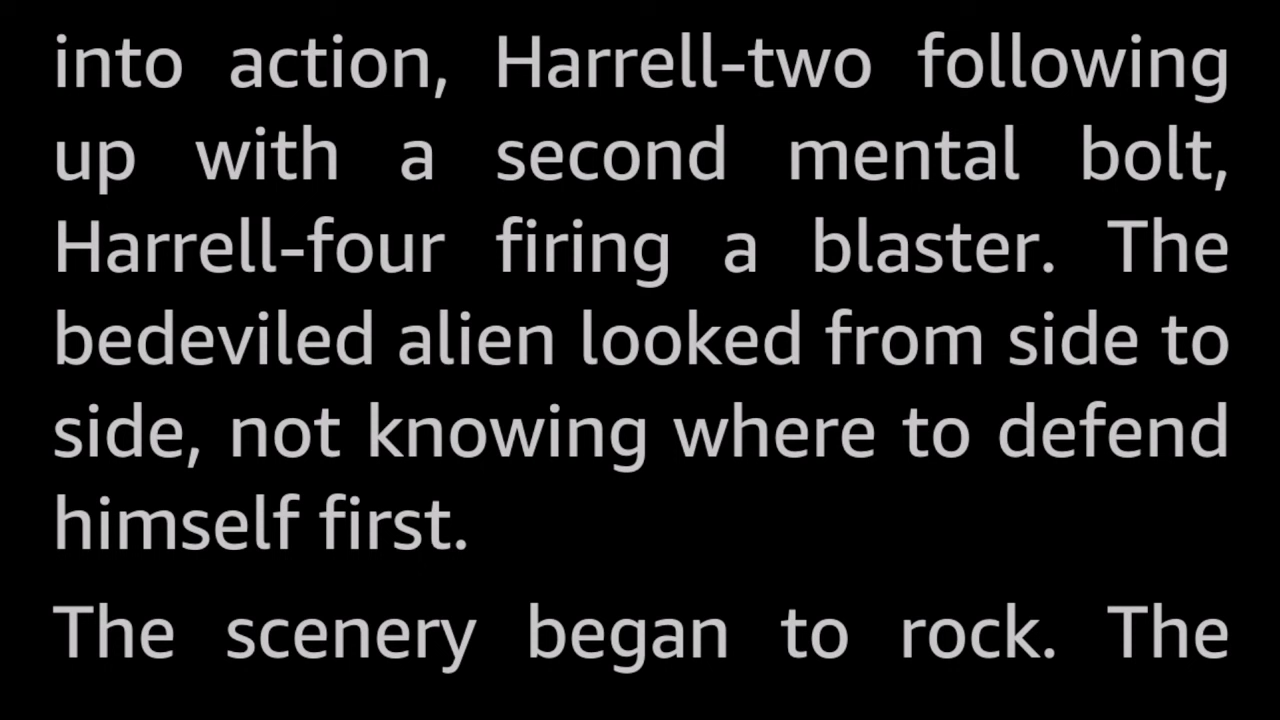 into action, Harrell-two following
up with a second mental bolt,
Harrell-four firing a blaster. The
bedeviled alien looked from side to
side, not knowing where to defend
himself first.
The scenery began to rock. The